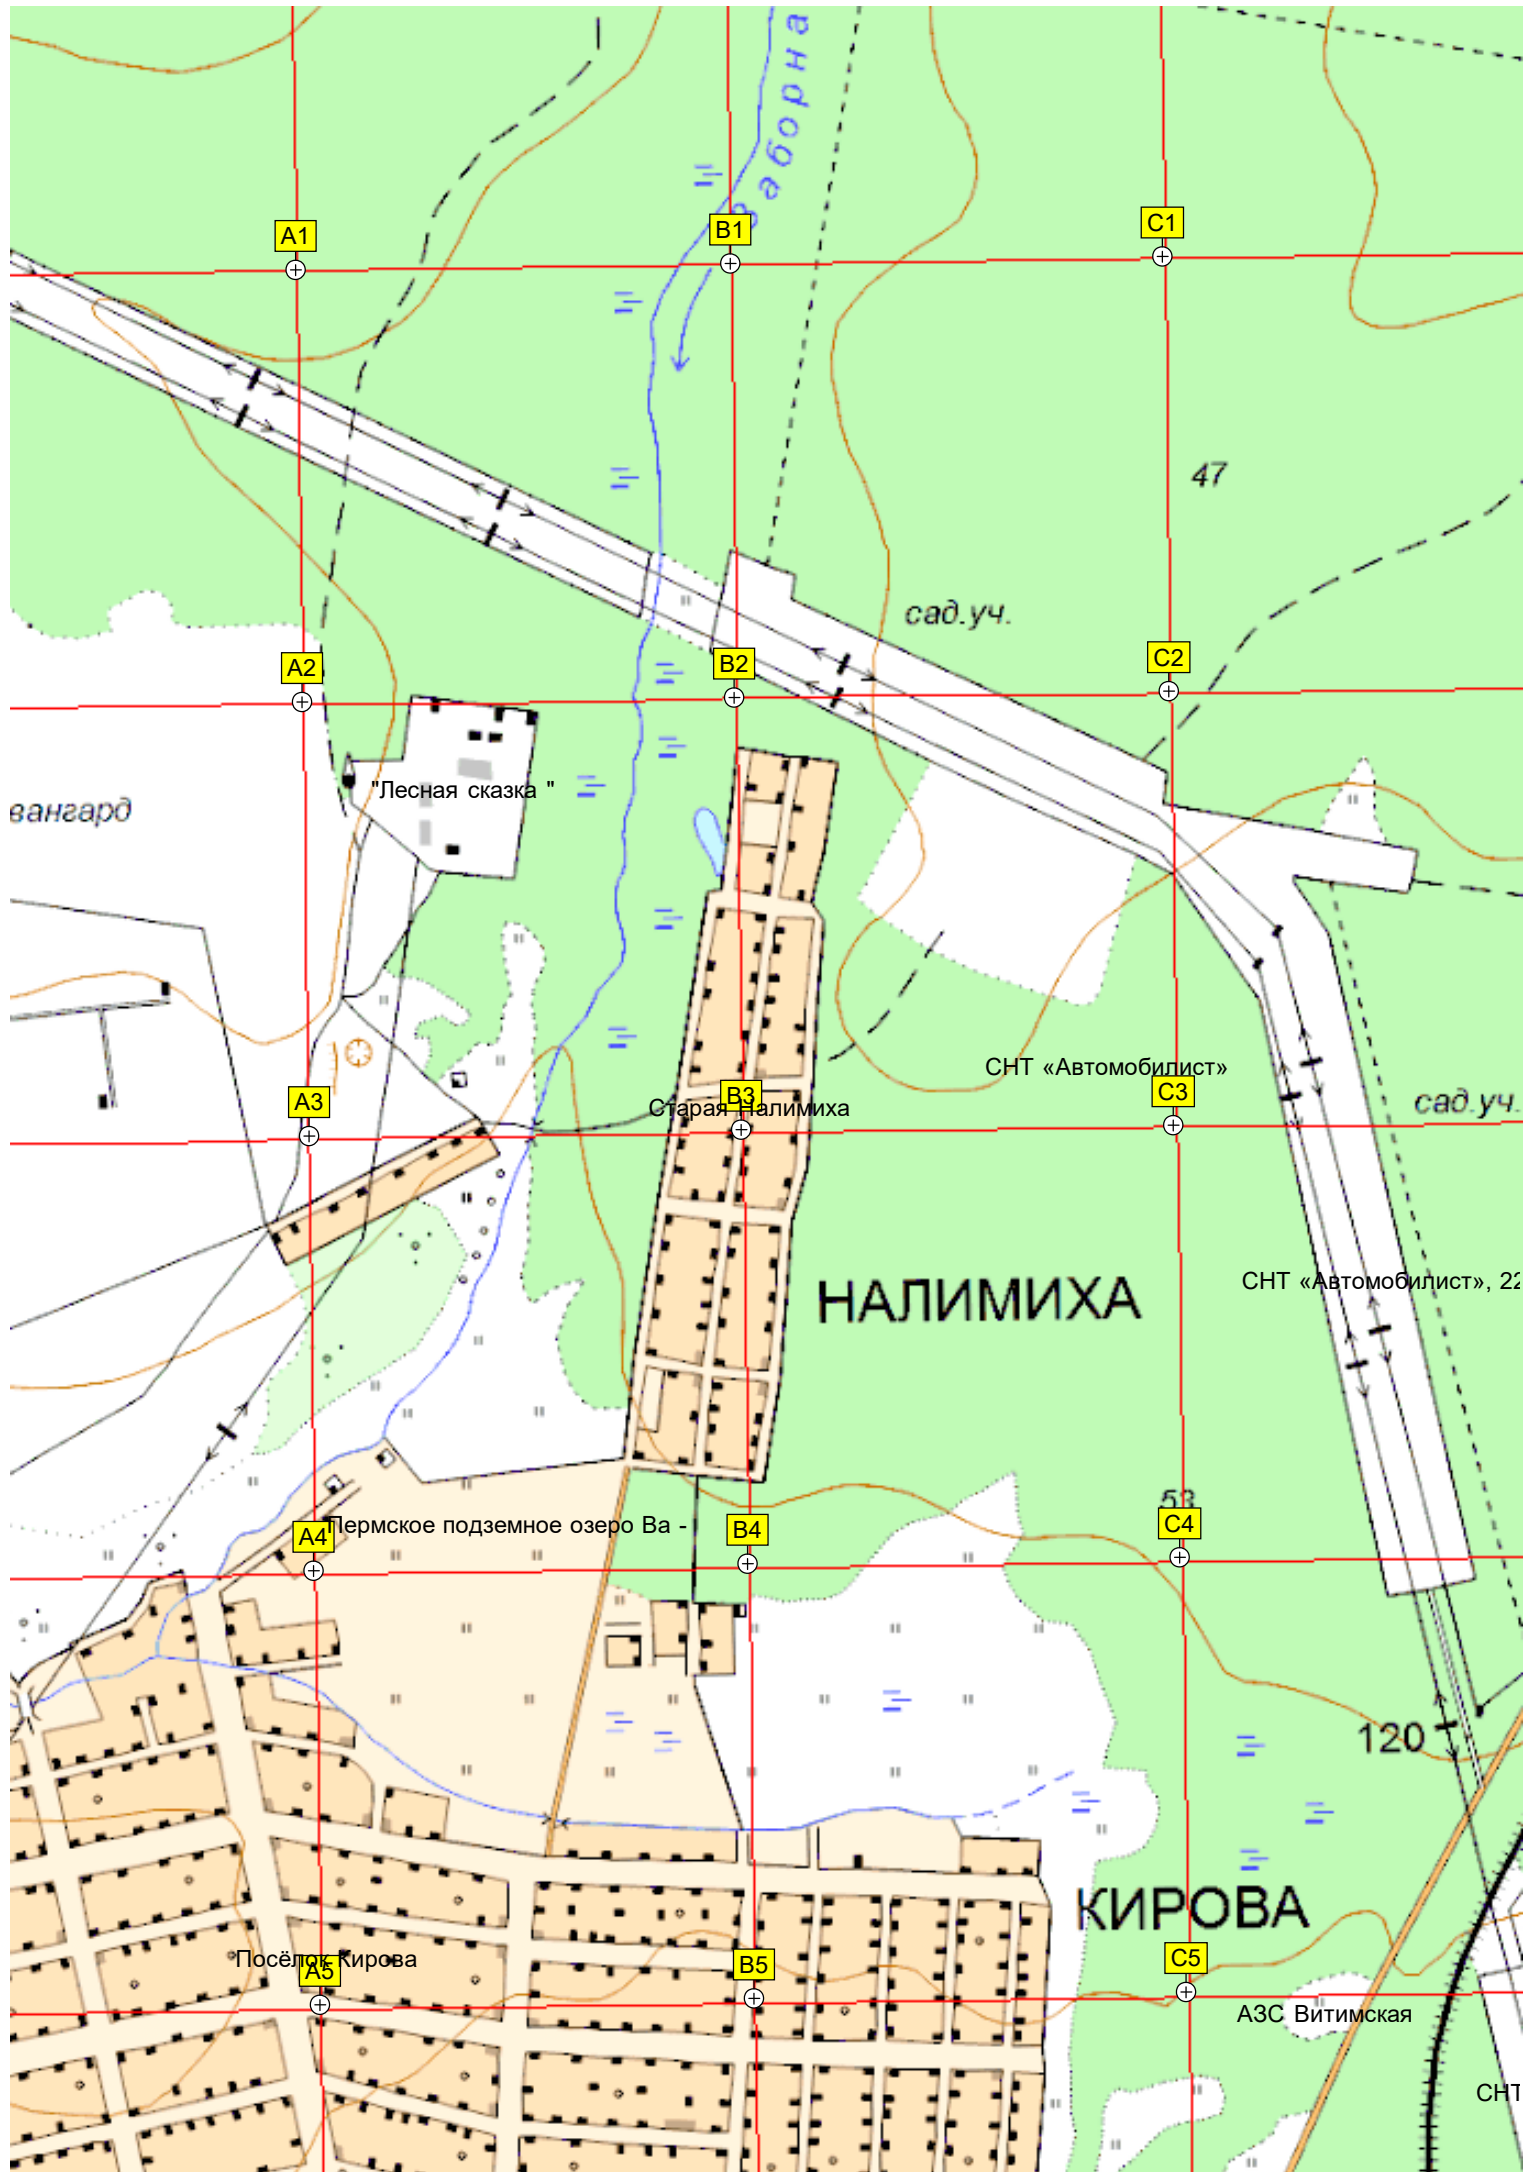 Заборна
A1
B1
C1
47
сад.уч.
A2
B2
C2
"Лесная сказка "
вангард
СНТ «Автомобилист»
A3
B3
C3
Старая Налимиха
сад.уч.
НАЛИМИХА
СНТ «Автомобилист», 22
53
A4
Пермское подземное озеро Ва -
B4
C4
120
КИРОВА
Посёлок Кирова
A5
B5
C5
АЗС Витимская
СНТ